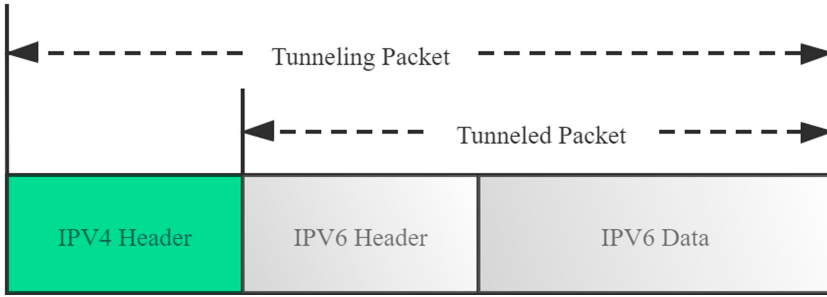 Tunneling Packet
Tunneled Packet
IPV4 Header
IPV6 Header
IPV6 Data